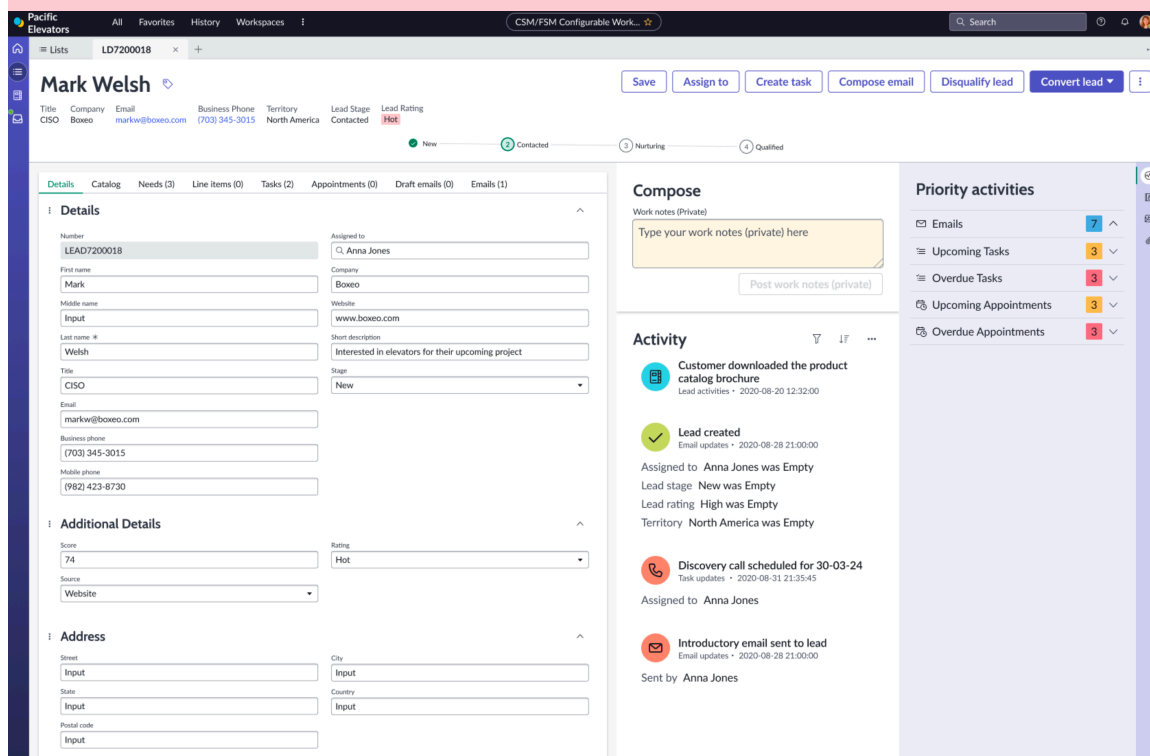 Pacific Elevators
All Favorites History Workspaces
CSM/FSM Configurable Work...
Search
Lists LD7200018
Mark Welsh
Save Assign to Create task Compose email Disqualify lead Convert lead
Title Company Email Business Phone Territory Lead Stage Lead Rating
CISO Boxeo markw@boxeo.com (703) 345-3015 North America Contacted Hot
New 2 Contacted 3 Nurturing 4 Qualified
Details Catalog Needs (3) Line items (0) Tasks (2) Appointments (0) Draft emails (0) Emails (1)
Details
Number
LEAD7200018
Assigned to
Anna Jones
First name
Mark
Company
Boxeo
Middle name
Input
Website
www.boxeo.com
Last name *
Welsh
Short description
Interested in elevators for their upcoming project
Title
CISO
Stage
New
Email
markw@boxeo.com
Business phone
(703) 345-3015
Mobile phone
(982) 423-8730
Additional Details
Score
74
Rating
Hot
Source
Website
Address
Street
Input
City
Input
State
Input
Country
Input
Postal code
Input
Compose
Work notes (Private)
Type your work notes (private) here
Post work notes (private)
Activity
Customer downloaded the product
catalog brochure
Lead activities • 2020-08-20 12:32:00
Lead created
Email updates • 2020-08-28 21:00:00
Assigned to Anna Jones was Empty
Lead stage New was Empty
Lead rating High was Empty
Territory North America was Empty
Discovery call scheduled for 30-03-24
Task updates • 2020-08-31 21:35:45
Assigned to Anna Jones
Introductory email sent to lead
Email updates • 2020-08-28 21:00:00
Sent by Anna Jones
Priority activities
Emails 7
Upcoming Tasks 3
Overdue Tasks 3
Upcoming Appointments 3
Overdue Appointments 3